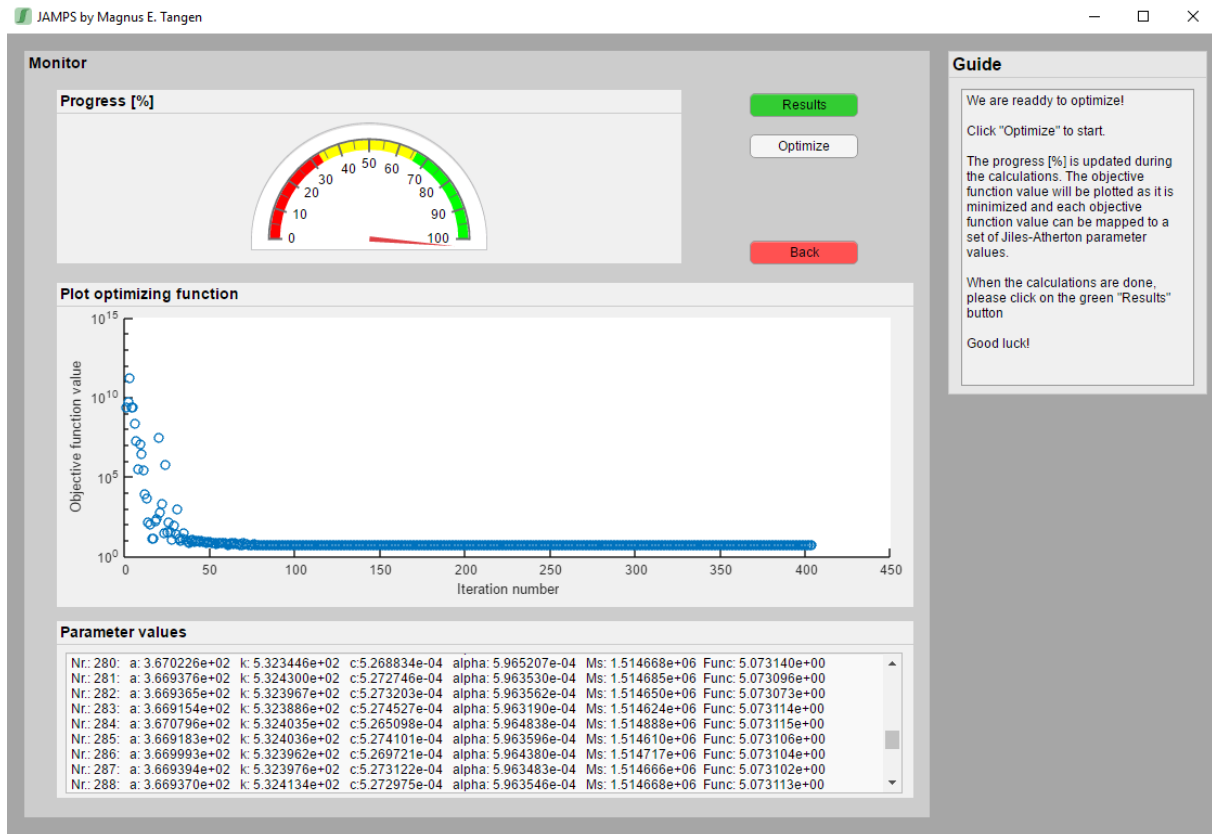 JAMPS by Magnus E. Tangen
Monitor
Progress [%]
0
10
20
30
40
50
60
70
80
90
100
Results
Optimize
Back
Plot optimizing function
Objective function value
10^15
10^10
10^5
10^0
0 50 100 150 200 250 300 350 400 450
Iteration number
Parameter values
Nr.: 280: a: 3.670226e+02 k: 5.323446e+02 c:5.268834e-04 alpha: 5.965207e-04 Ms: 1.514668e+06 Func: 5.073140e+00
Nr.: 281: a: 3.669376e+02 k: 5.324300e+02 c:5.272746e-04 alpha: 5.963530e-04 Ms: 1.514685e+06 Func: 5.073096e+00
Nr.: 282: a: 3.669365e+02 k: 5.323967e+02 c:5.273203e-04 alpha: 5.963562e-04 Ms: 1.514650e+06 Func: 5.073073e+00
Nr.: 283: a: 3.669154e+02 k: 5.323886e+02 c:5.274527e-04 alpha: 5.963190e-04 Ms: 1.514624e+06 Func: 5.073114e+00
Nr.: 284: a: 3.670796e+02 k: 5.324035e+02 c:5.265098e-04 alpha: 5.964838e-04 Ms: 1.514888e+06 Func: 5.073115e+00
Nr.: 285: a: 3.669183e+02 k: 5.324036e+02 c:5.274101e-04 alpha: 5.963596e-04 Ms: 1.514610e+06 Func: 5.073106e+00
Nr.: 286: a: 3.669993e+02 k: 5.323962e+02 c:5.269721e-04 alpha: 5.964380e-04 Ms: 1.514717e+06 Func: 5.073104e+00
Nr.: 287: a: 3.669394e+02 k: 5.323976e+02 c:5.273122e-04 alpha: 5.963483e-04 Ms: 1.514666e+06 Func: 5.073102e+00
Nr.: 288: a: 3.669370e+02 k: 5.324134e+02 c:5.272975e-04 alpha: 5.963546e-04 Ms: 1.514668e+06 Func: 5.073113e+00
Guide
We are readdy to optimize!
Click "Optimize" to start.
The progress [%] is updated during
the calculations. The objective
function value will be plotted as it is
minimized and each objective
function value can be mapped to a
set of Jiles-Atherton parameter
values.
When the calculations are done,
please click on the green "Results"
button
Good luck!